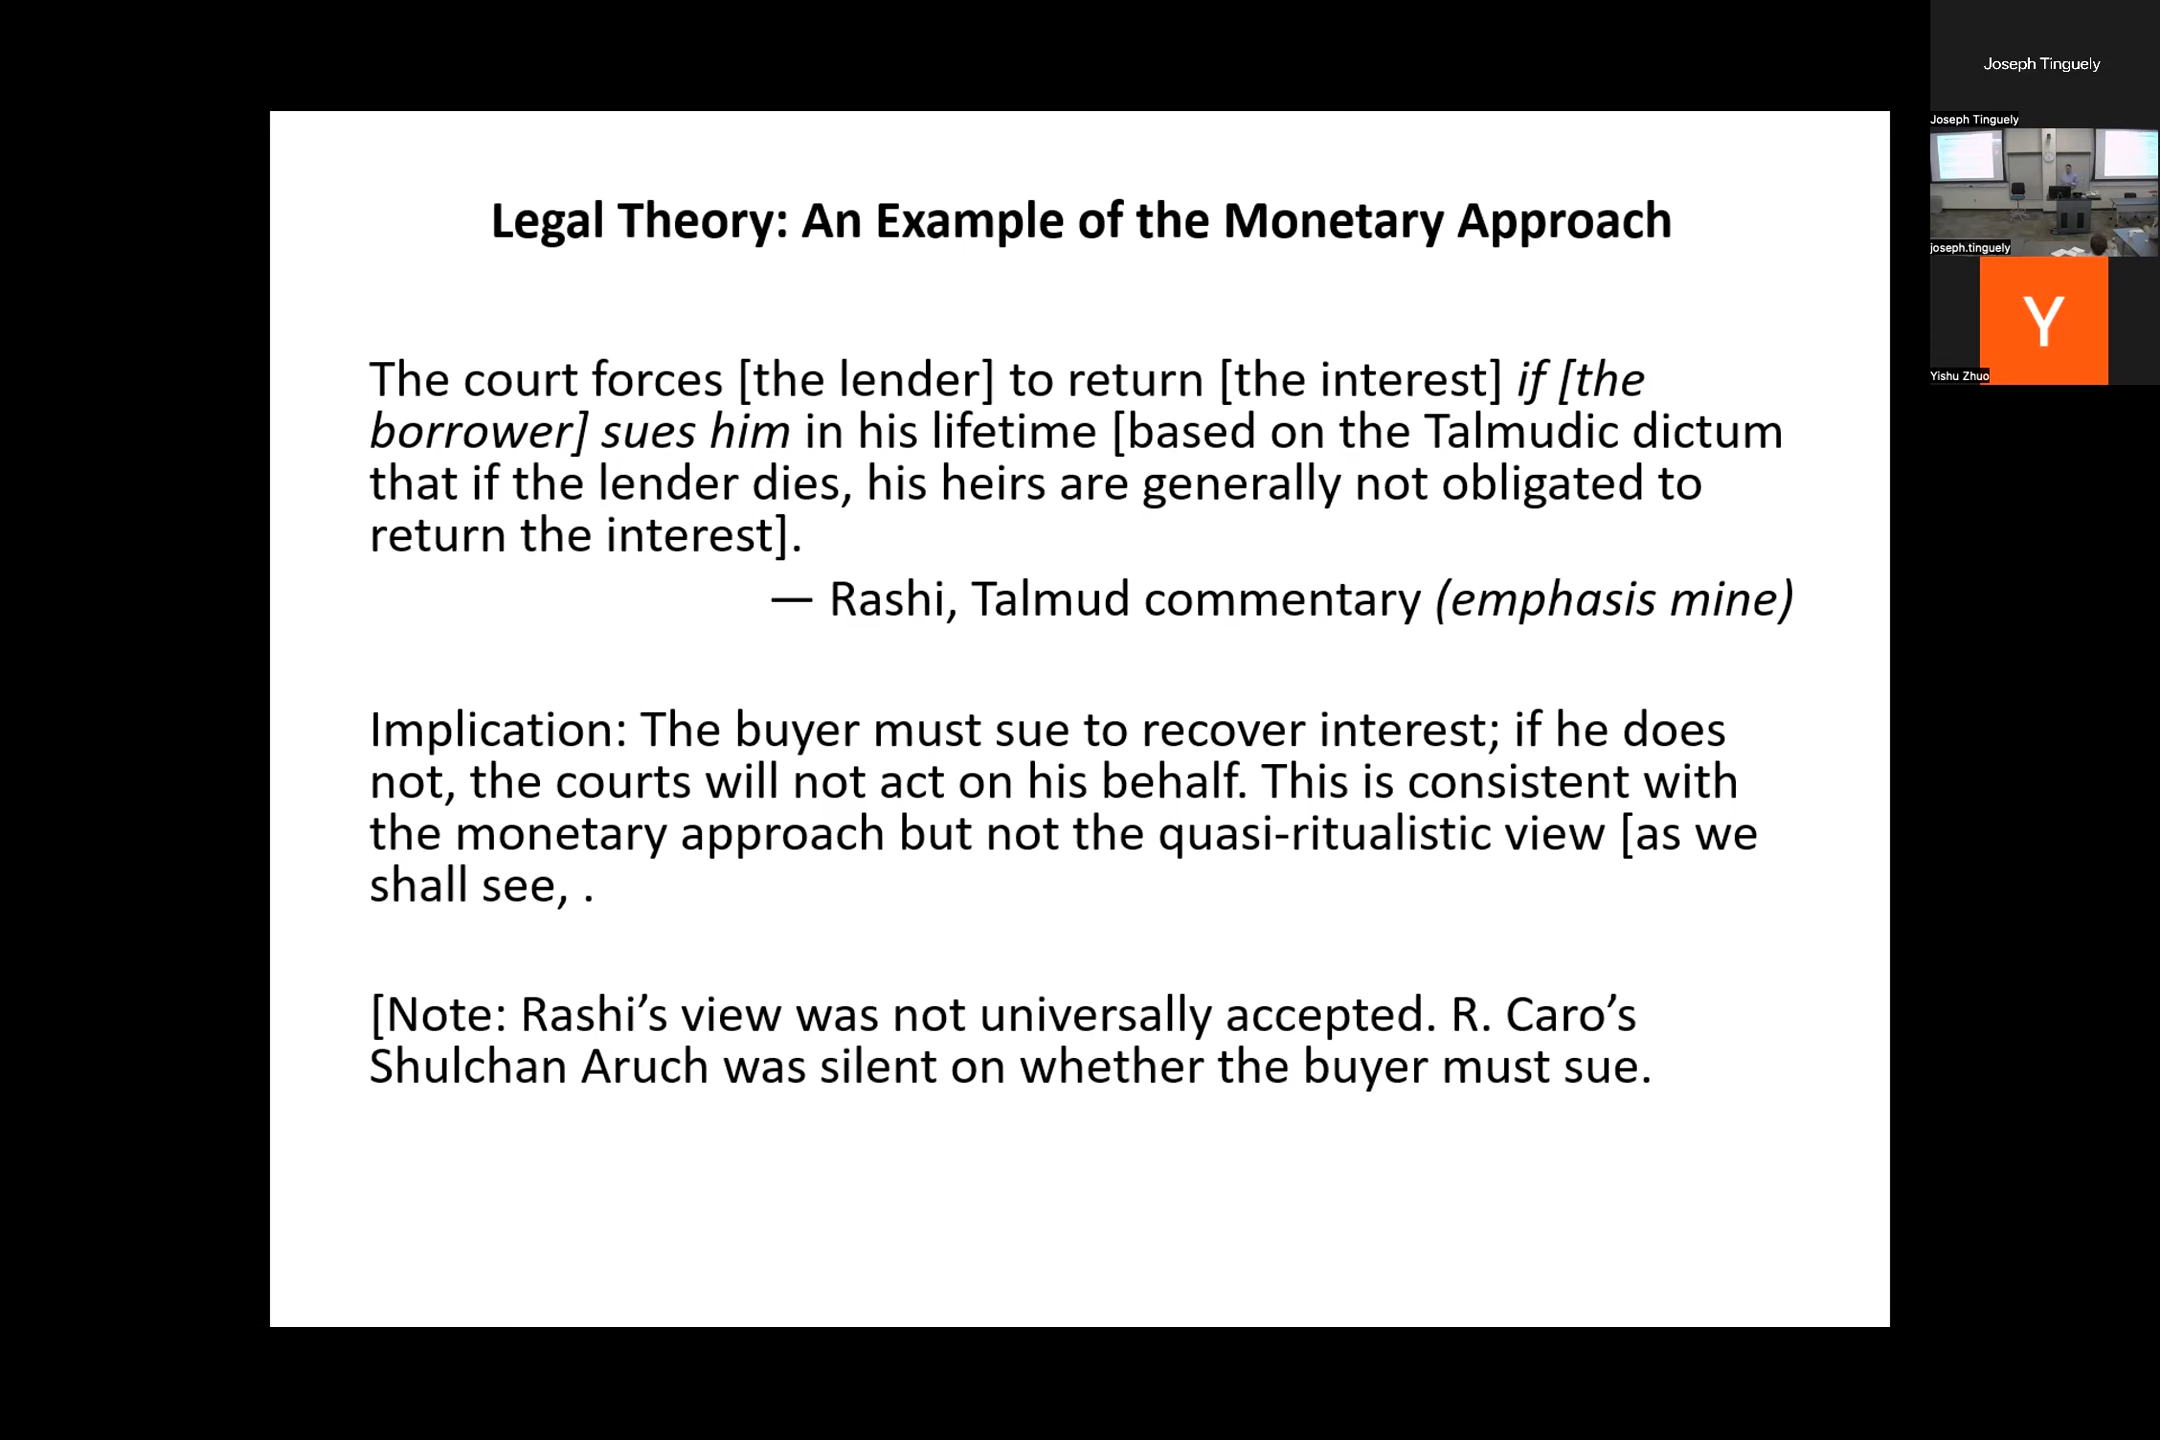 Legal Theory: An Example of the Monetary Approach
The court forces [the lender] to return [the interest] if [the
borrower] sues him in his lifetime [based on the Talmudic dictum
that if the lender dies, his heirs are generally not obligated to
return the interest].
— Rashi, Talmud commentary (emphasis mine)
Implication: The buyer must sue to recover interest; if he does
not, the courts will not act on his behalf. This is consistent with
the monetary approach but not the quasi-ritualistic view [as we
shall see, .
[Note: Rashi’s view was not universally accepted. R. Caro’s
Shulchan Aruch was silent on whether the buyer must sue.
Joseph Tinguely
Joseph Tinguely
joseph.tinguely
Y
Yishu Zhuo